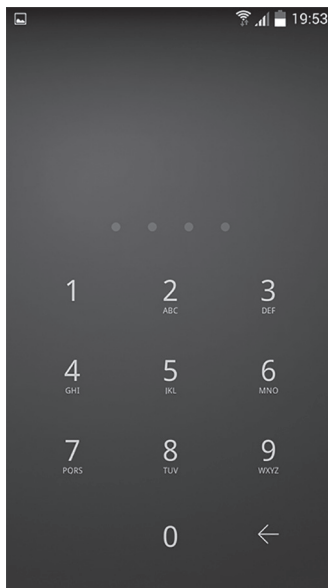 19:53
1 2 3
ABC DEF
4 5 6
GHI JKL MNO
7 8 9
PQRS TUV WXYZ
0